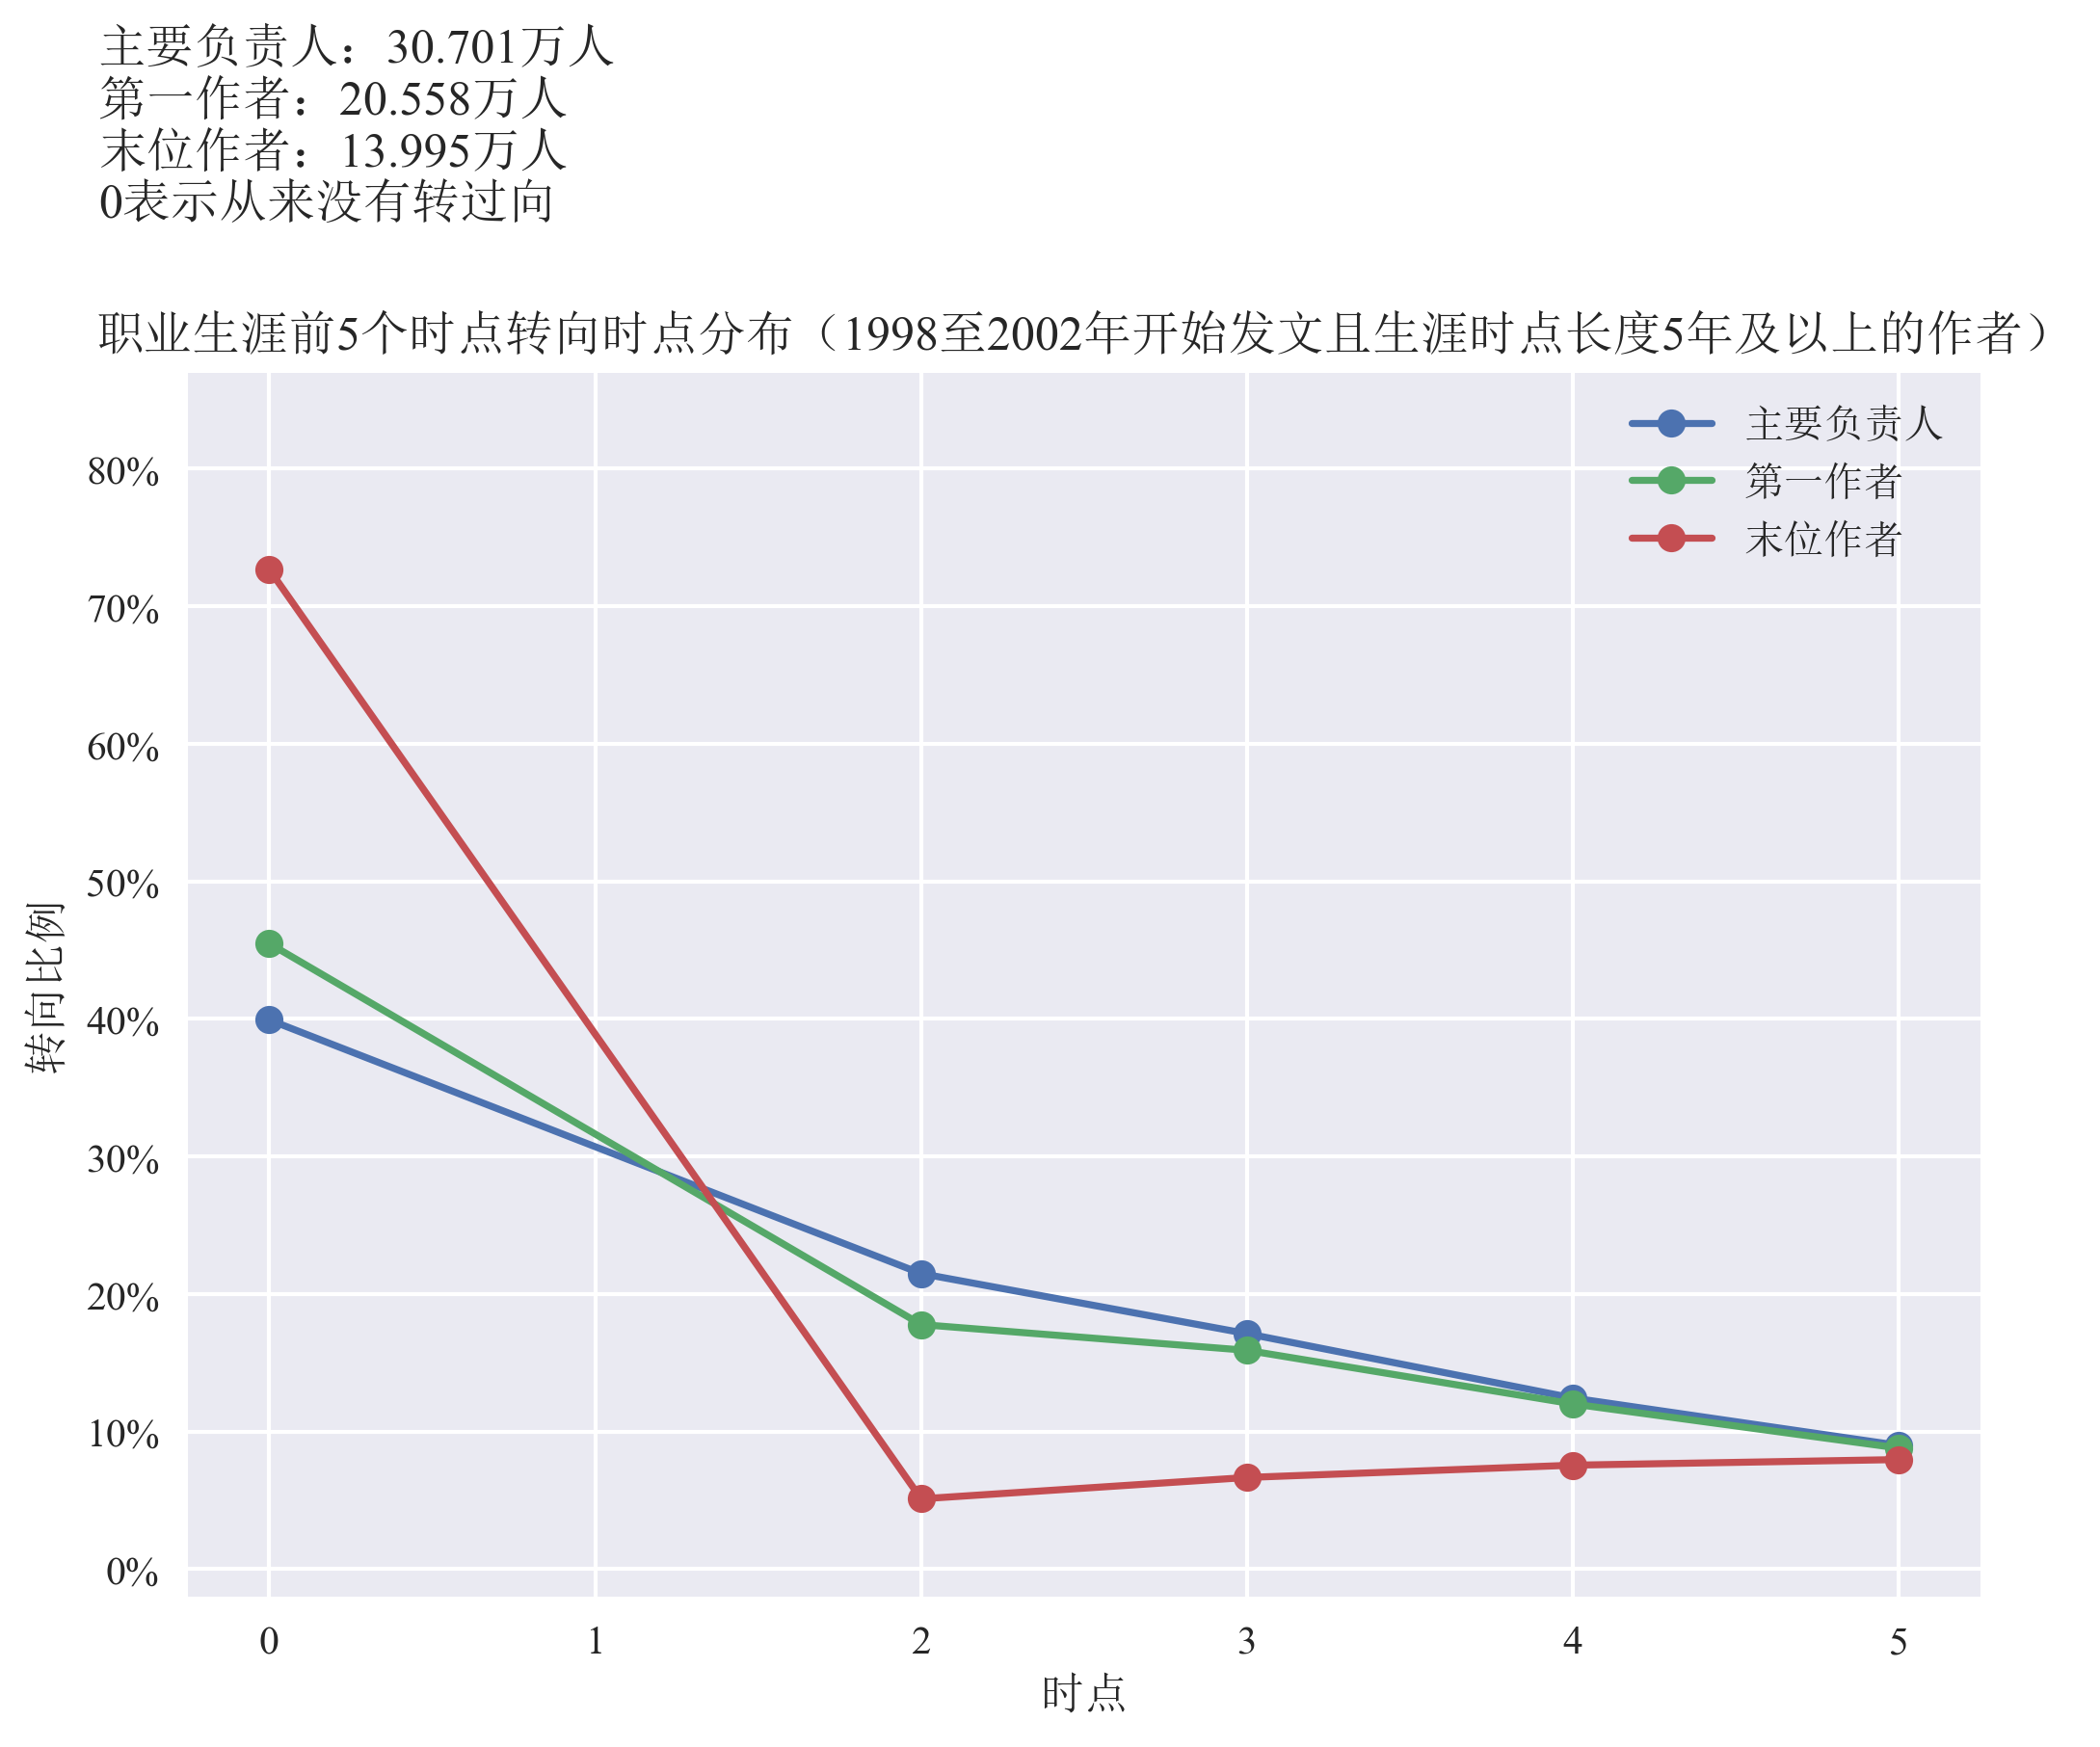 主要负责人：30.701万人
第一作者：20.558万人
末位作者：13.995万人
0表示从来没有转过向
职业生涯前5个时点转向时点分布（1998至2002年开始发文且生涯时点长度5年及以上的作者）
主要负责人
第一作者
末位作者
80%
70%
60%
50%
40%
30%
20%
10%
0%
转向比例
0 1 2 3 4 5
时点